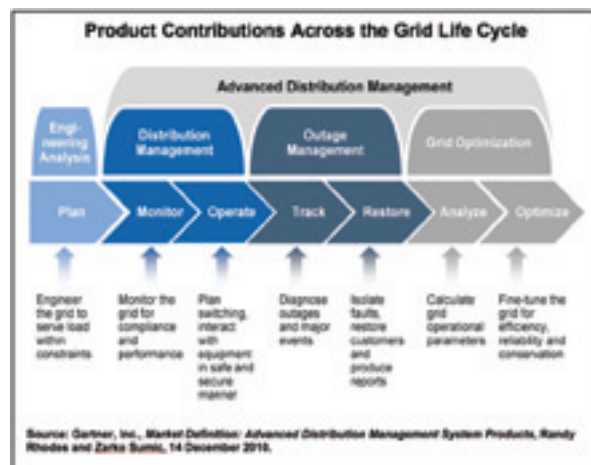 Product Contributions Across the Grid Life Cycle
Advanced Distribution Management
Engi-
neering
Analysis
Distribution
Management
Outage
Management
Grid Optimization
Plan
Monitor
Operate
Track
Restore
Analyze
Optimize
Engineer
the grid to
serve load
within
constraints
Monitor the
grid for
compliance
and
performance
Plan
switching,
interact
with
equipment
in safe and
secure
manner
Diagnose
outages
and major
events
Isolate
faults,
restore
customers
and
produce
reports
Calculate
grid
operational
parameters
Fine-tune the
grid for
efficiency,
reliability and
conservation
Source: Gartner, Inc., Market Definition: Advanced Distribution Management System Products, Randy
Rhodes and Zarko Sumic, 14 December 2010.